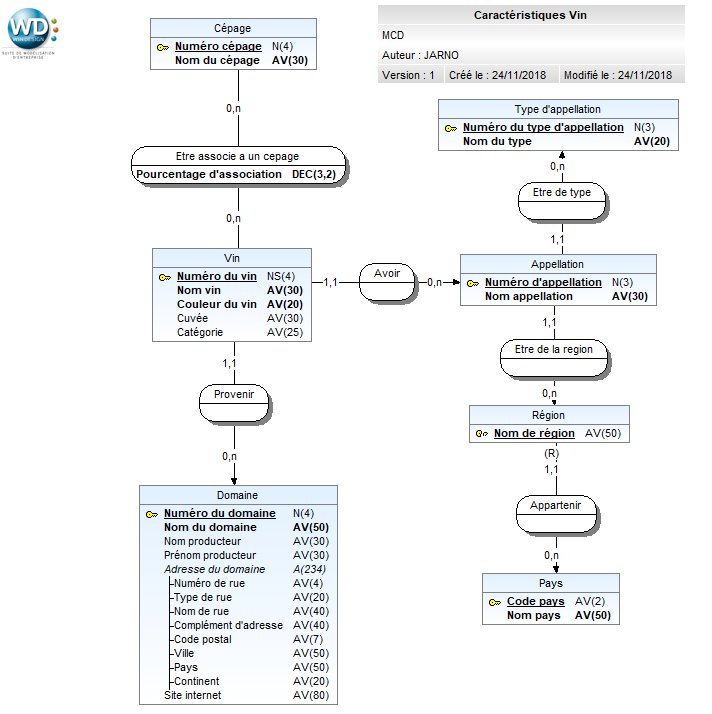 WD
WINDESIGN
SUITE DE MODÉLISATION
D'ENTREPRISE
Caractéristiques Vin
MCD
Auteur : JARNO
Version : 1 Créé le : 24/11/2018 Modifié le : 24/11/2018
Cépage
Numéro cépage N(4)
Nom du cépage AV(30)
0,n
Etre associe a un cepage
Pourcentage d'association DEC(3,2)
0,n
Type d'appellation
Numéro du type d'appellation N(3)
Nom du type AV(20)
0,n
Etre de type
1,1
Vin
Numéro du vin NS(4)
Nom vin AV(30)
Couleur du vin AV(20)
Cuvée AV(30)
Catégorie AV(25)
1,1
Avoir
0,n
Appellation
Numéro d'appellation N(3)
Nom appellation AV(30)
1,1
Etre de la region
0,n
Région
Nom de région AV(50)
(R)
1,1
Appartenir
0,n
Pays
Code pays AV(2)
Nom pays AV(50)
1,1
Provenir
0,n
Domaine
Numéro du domaine N(4)
Nom du domaine AV(50)
Nom producteur AV(30)
Prénom producteur AV(30)
Adresse du domaine A(234)
Numéro de rue AV(4)
Type de rue AV(20)
Nom de rue AV(40)
Complément d'adresse AV(40)
Code postal AV(7)
Ville AV(50)
Pays AV(50)
Continent AV(20)
Site internet AV(80)